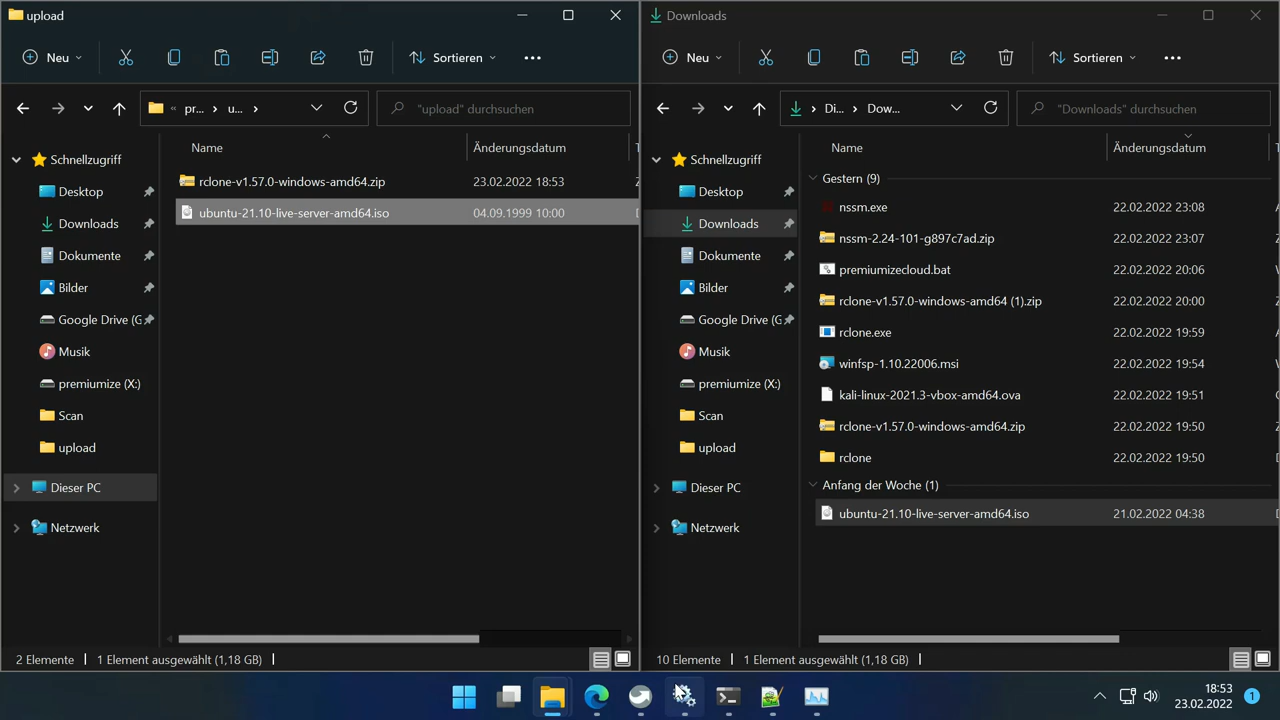 upload
Neu
Sortieren
« pr... › u... ›
"upload" durchsuchen
Name
Änderungsdatum
T
Schnellzugriff
Desktop
Downloads
Dokumente
Bilder
Google Drive (G
Musik
premiumize (X:)
Scan
upload
Dieser PC
Netzwerk
rclone-v1.57.0-windows-amd64.zip 23.02.2022 18:53 Z
ubuntu-21.10-live-server-amd64.iso 04.09.1999 10:00 D
2 Elemente
1 Element ausgewählt (1,18 GB)
Downloads
Neu
Sortieren
› Di... › Dow...
"Downloads" durchsuchen
Name
Änderungsdatum
T
Schnellzugriff
Desktop
Downloads
Dokumente
Bilder
Google Drive (G
Musik
premiumize (X:)
Scan
upload
Dieser PC
Netzwerk
Gestern (9)
nssm.exe 22.02.2022 23:08 A
nssm-2.24-101-g897c7ad.zip 22.02.2022 23:07 Z
premiumizecloud.bat 22.02.2022 20:06
rclone-v1.57.0-windows-amd64 (1).zip 22.02.2022 20:00 Z
rclone.exe 22.02.2022 19:59 A
winfsp-1.10.22006.msi 22.02.2022 19:54
kali-linux-2021.3-vbox-amd64.ova 22.02.2022 19:51
rclone-v1.57.0-windows-amd64.zip 22.02.2022 19:50 Z
rclone 22.02.2022 19:50 D
Anfang der Woche (1)
ubuntu-21.10-live-server-amd64.iso 21.02.2022 04:38 D
10 Elemente
1 Element ausgewählt (1,18 GB)
18:53
23.02.2022
1